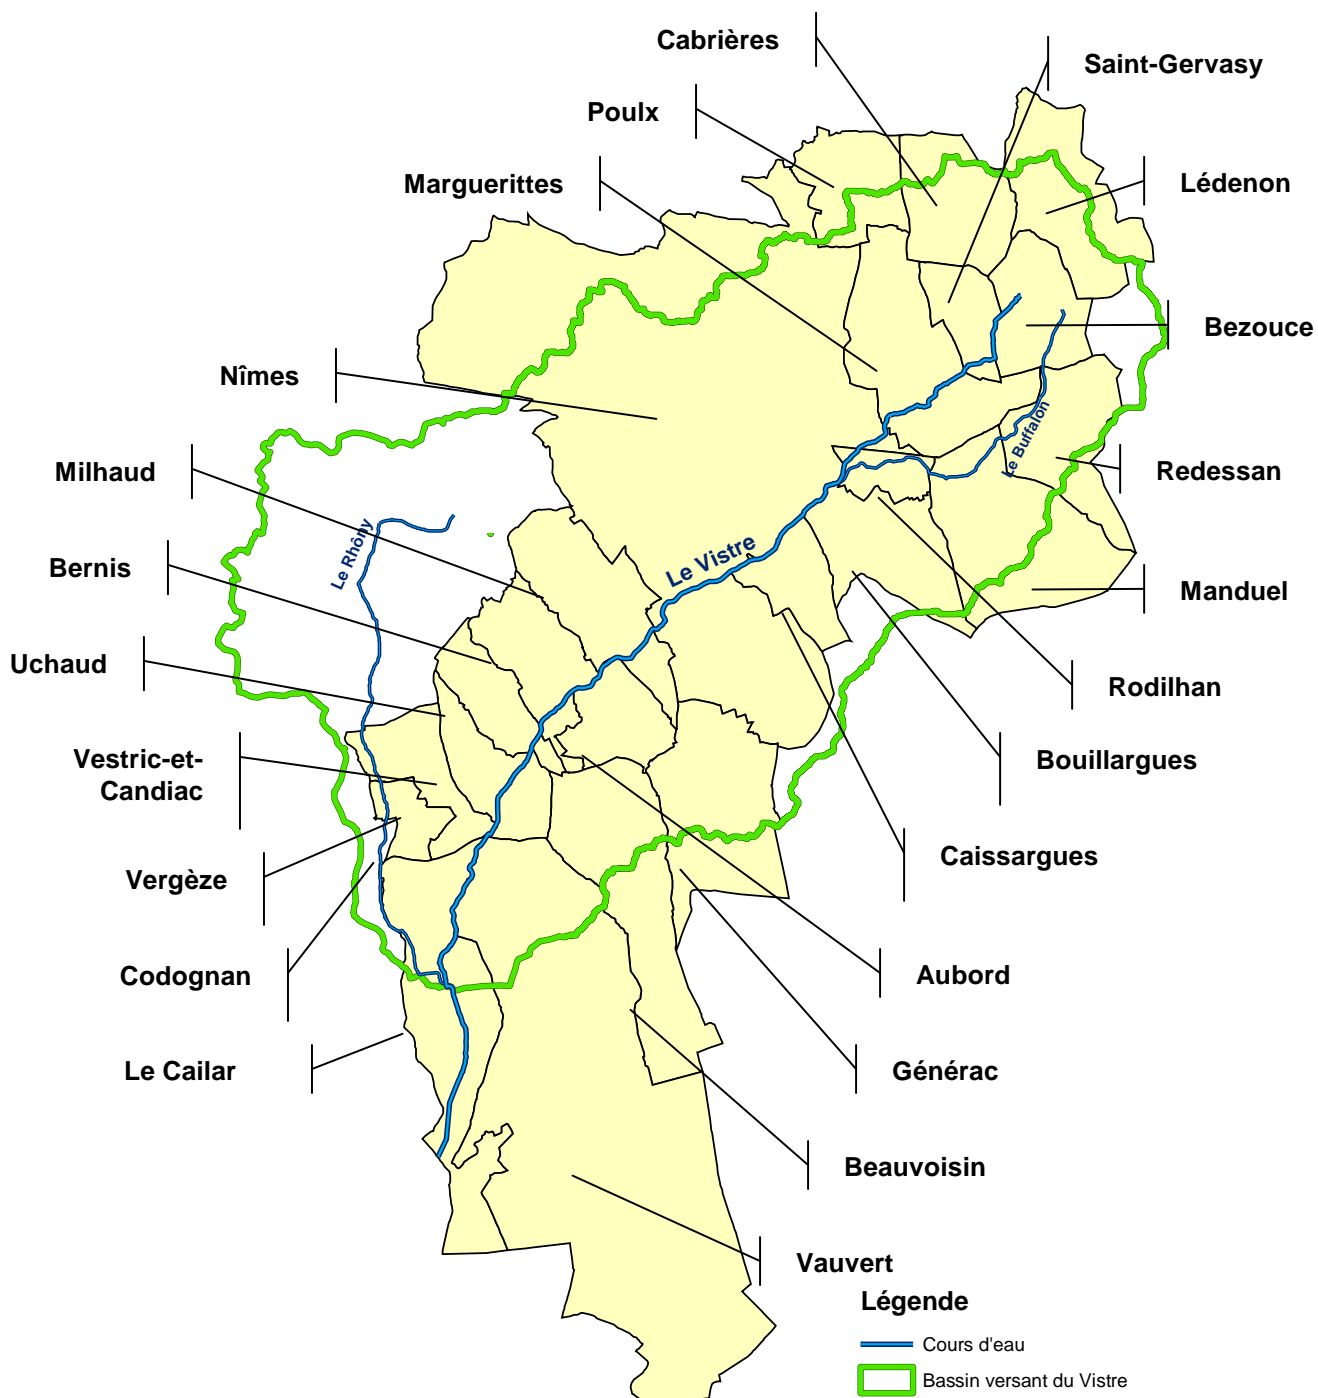 Cabrières
Saint-Gervasy
Poulx
Marguerittes
Lédenon
Bezouce
Nîmes
Le Buffalon
Milhaud
Redessan
Le Rhôny
Le Vistre
Bernis
Manduel
Uchaud
Rodilhan
Vestric-et-
Candiac
Bouillargues
Caissargues
Vergèze
Codognan
Aubord
Le Cailar
Générac
Beauvoisin
Vauvert
Légende
Cours d'eau
Bassin versant du Vistre